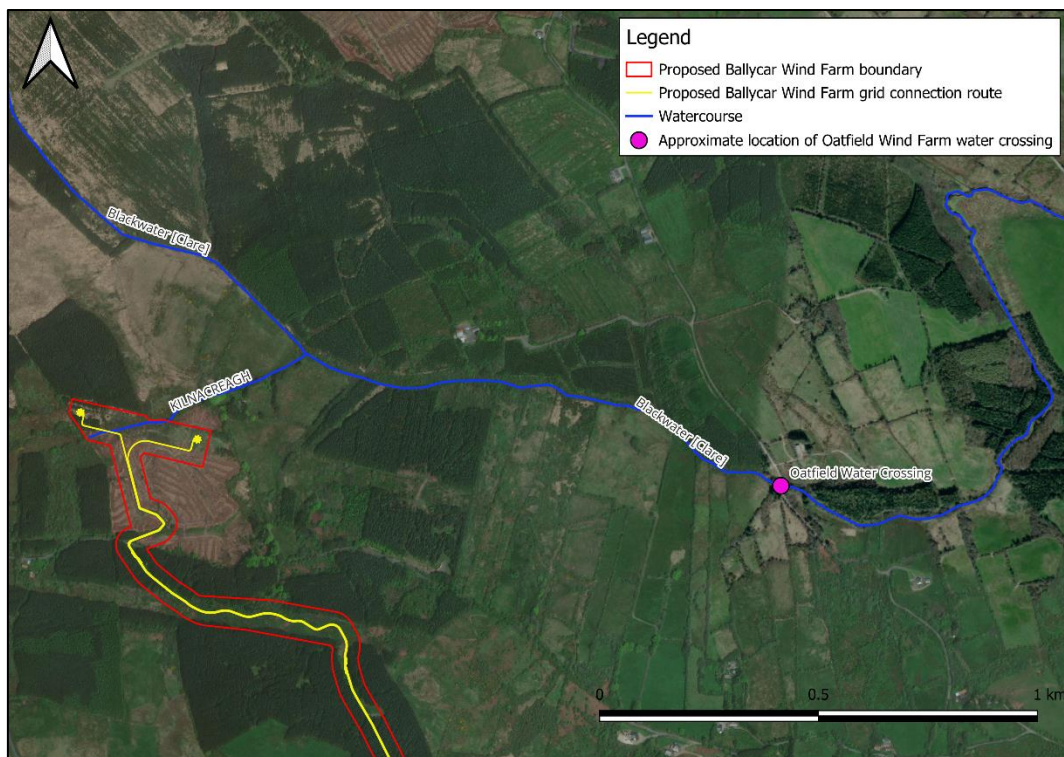 Legend
Proposed Ballycar Wind Farm boundary
Proposed Ballycar Wind Farm grid connection route
Watercourse
Approximate location of Oatfield Wind Farm water crossing
Blackwater [Clare]
KILNACREAGH
Blackwater [Clare]
Oatfield Water Crossing
0 0.5 1 km